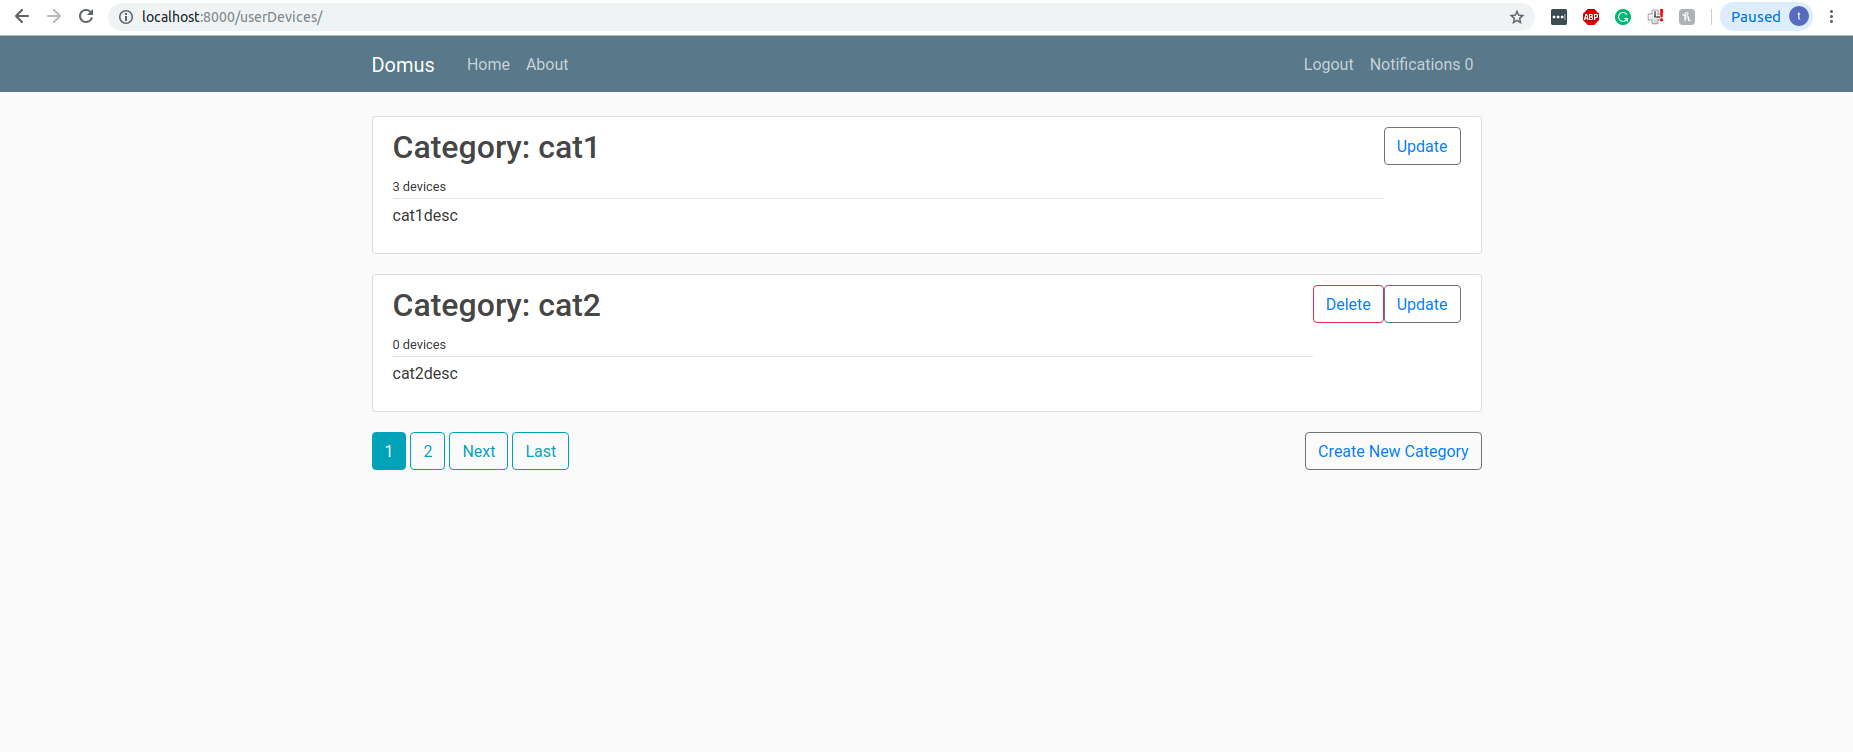 localhost:8000/userDevices/
ABP
Paused t
Domus Home About Logout Notifications 0
Category: cat1 Update
3 devices
cat1desc
Category: cat2 Delete Update
0 devices
cat2desc
1 2 Next Last Create New Category